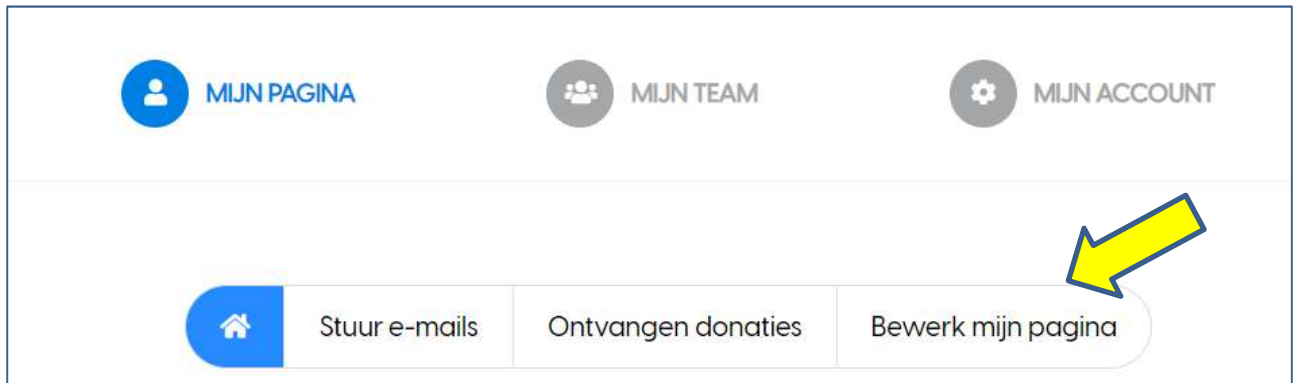 MIJN PAGINA MIJN TEAM MIJN ACCOUNT
Stuur e-mails Ontvangen donaties Bewerk mijn pagina